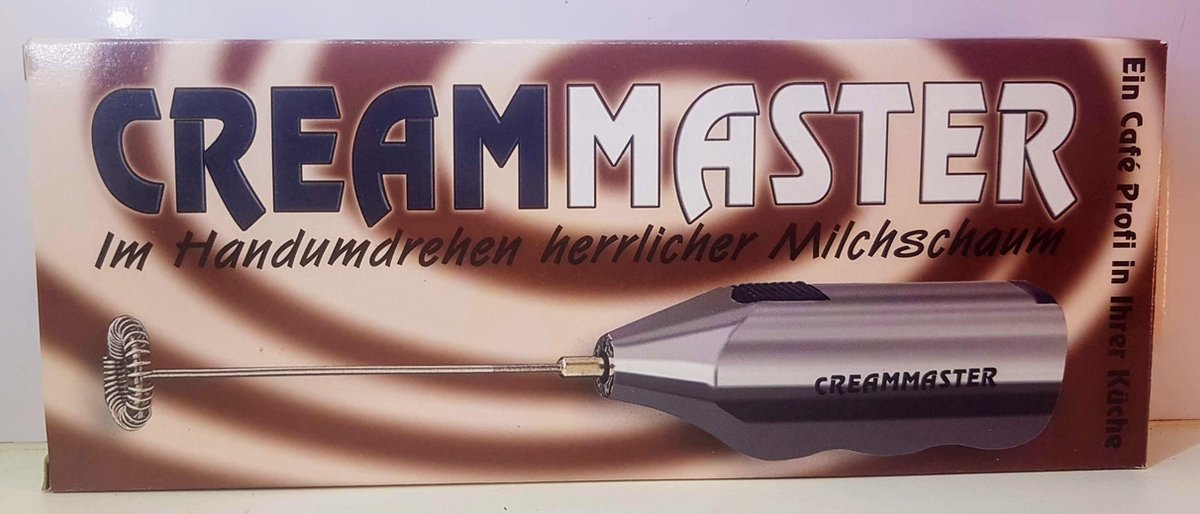 CREAMMASTER
Im Handumdrehen herrlicher Milchschaum
CREAMMASTER
Ein Café Profi in Ihrer Küche